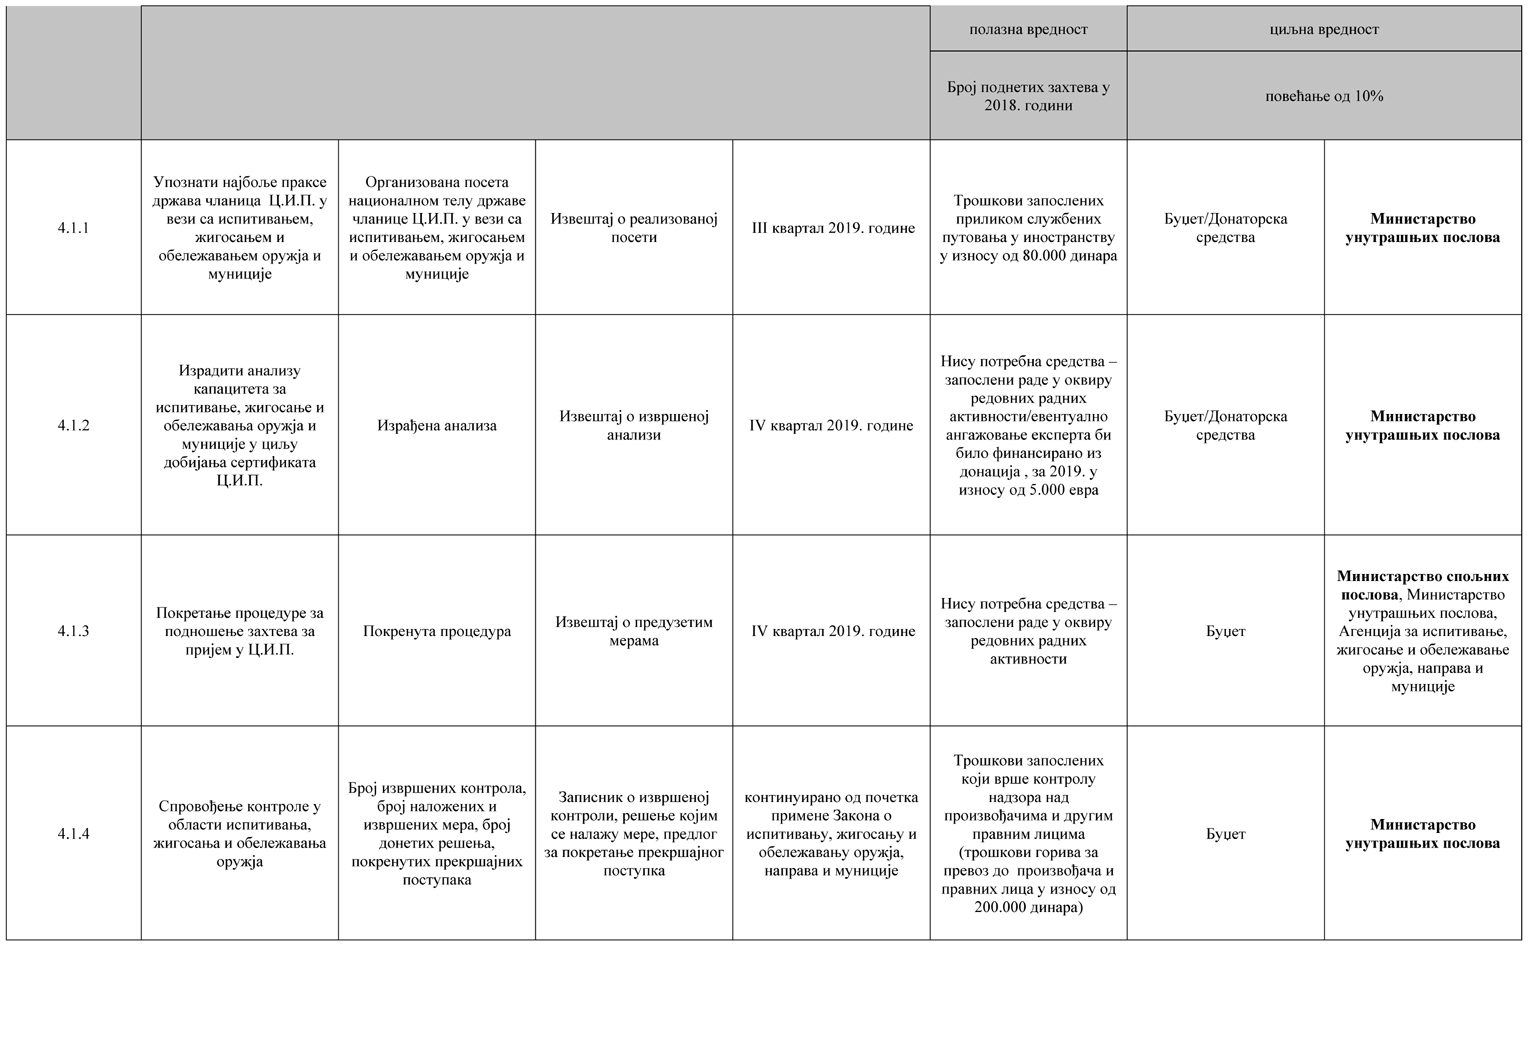 полазна вредност
циљна вредност
Број поднетих захтева у
2018. години
повећање од 10%
4.1.1
Упознати најбоље праксе
држава чланица Ц.И.П. у
вези са испитивањем,
жигосањем и
обележавањем оружја и
муниције
Организована посета
националном телу државе
чланице Ц.И.П. у вези са
испитивањем, жигосањем
и обележавањем оружја и
муниције
Извештај о реализованој
посети
III квартал 2019. године
Трошкови запослених
приликом службених
путовања у иностранству
у износу од 80.000 динара
Буџет/Донаторска
средства
Министарство
унутрашњих послова
4.1.2
Израдити анализу
капацитета за
испитивање, жигосање и
обележавања оружја и
муниције у циљу
добијања сертификата
Ц.И.П.
Израђена анализа
Извештај о извршеној
анализи
IV квартал 2019. године
Нису потребна средства –
запослени раде у оквиру
редовних радних
активности/евентуално
ангажовање експерта би
било финансирано из
донација , за 2019. у
износу од 5.000 евра
Буџет/Донаторска
средства
Министарство
унутрашњих послова
4.1.3
Покретање процедуре за
подношење захтева за
пријем у Ц.И.П.
Покренута процедура
Извештај о предузетим
мерама
IV квартал 2019. године
Нису потребна средства –
запослени раде у оквиру
редовних радних
активности
Буџет
Министарство спољних
послова, Министарство
унутрашњих послова,
Агенција за испитивање,
жигосање и обележавање
оружја, направа и
муниције
4.1.4
Спровођење контроле у
области испитивања,
жигосања и обележавања
оружја
Број извршених контрола,
број наложених и
извршених мера, број
донетих решења,
покренутих прекршајних
поступака
Записник о извршеној
контроли, решење којим
се налажу мере, предлог
за покретање прекршајног
поступка
континуирано од почетка
примене Закона о
испитивању, жигосању и
обележавању оружја,
направа и муниције
Трошкови запослених
који врше контролу
надзора над
произвођачима и другим
правним лицима
(трошкови горива за
превоз до произвођача и
правних лица у износу од
200.000 динара)
Буџет
Министарство
унутрашњих послова